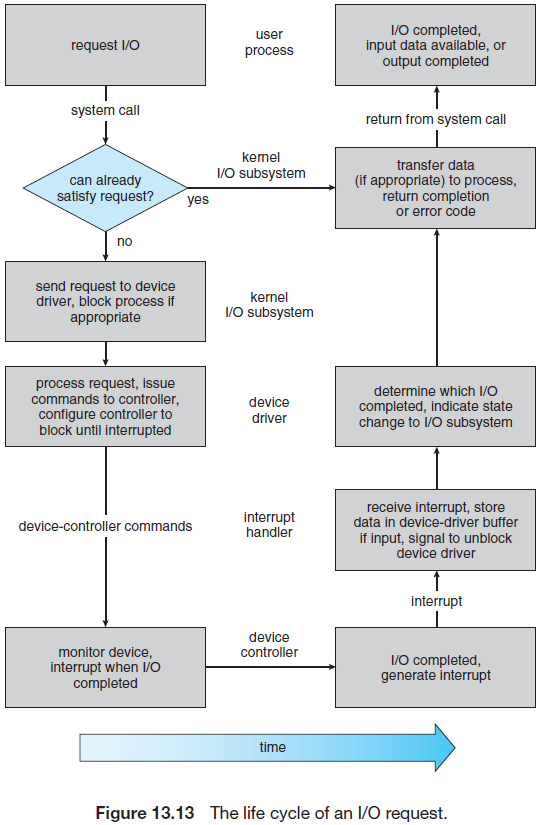 request I/O
user
process
I/O completed,
input data available, or
output completed
system call
return from system call
can already
satisfy request?
kernel
I/O subsystem
yes
transfer data
(if appropriate) to process,
return completion
or error code
no
send request to device
driver, block process if
appropriate
kernel
I/O subsystem
process request, issue
commands to controller,
configure controller to
block until interrupted
device
driver
determine which I/O
completed, indicate state
change to I/O subsystem
device-controller commands
interrupt
handler
receive interrupt, store
data in device-driver buffer
if input, signal to unblock
device driver
interrupt
monitor device,
interrupt when I/O
completed
device
controller
I/O completed,
generate interrupt
time
Figure 13.13 The life cycle of an I/O request.